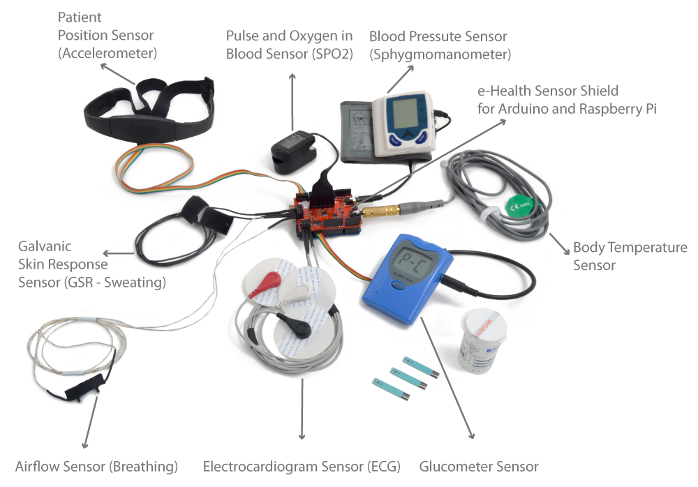 Patient
Position Sensor
(Accelerometer)
Pulse and Oxygen in
Blood Sensor (SPO2)
Blood Pressute Sensor
(Sphygmomanometer)
e-Health Sensor Shield
for Arduino and Raspberry Pi
Galvanic
Skin Response
Sensor (GSR - Sweating)
Body Temperature
Sensor
P-C
Airflow Sensor (Breathing)
Electrocardiogram Sensor (ECG)
Glucometer Sensor